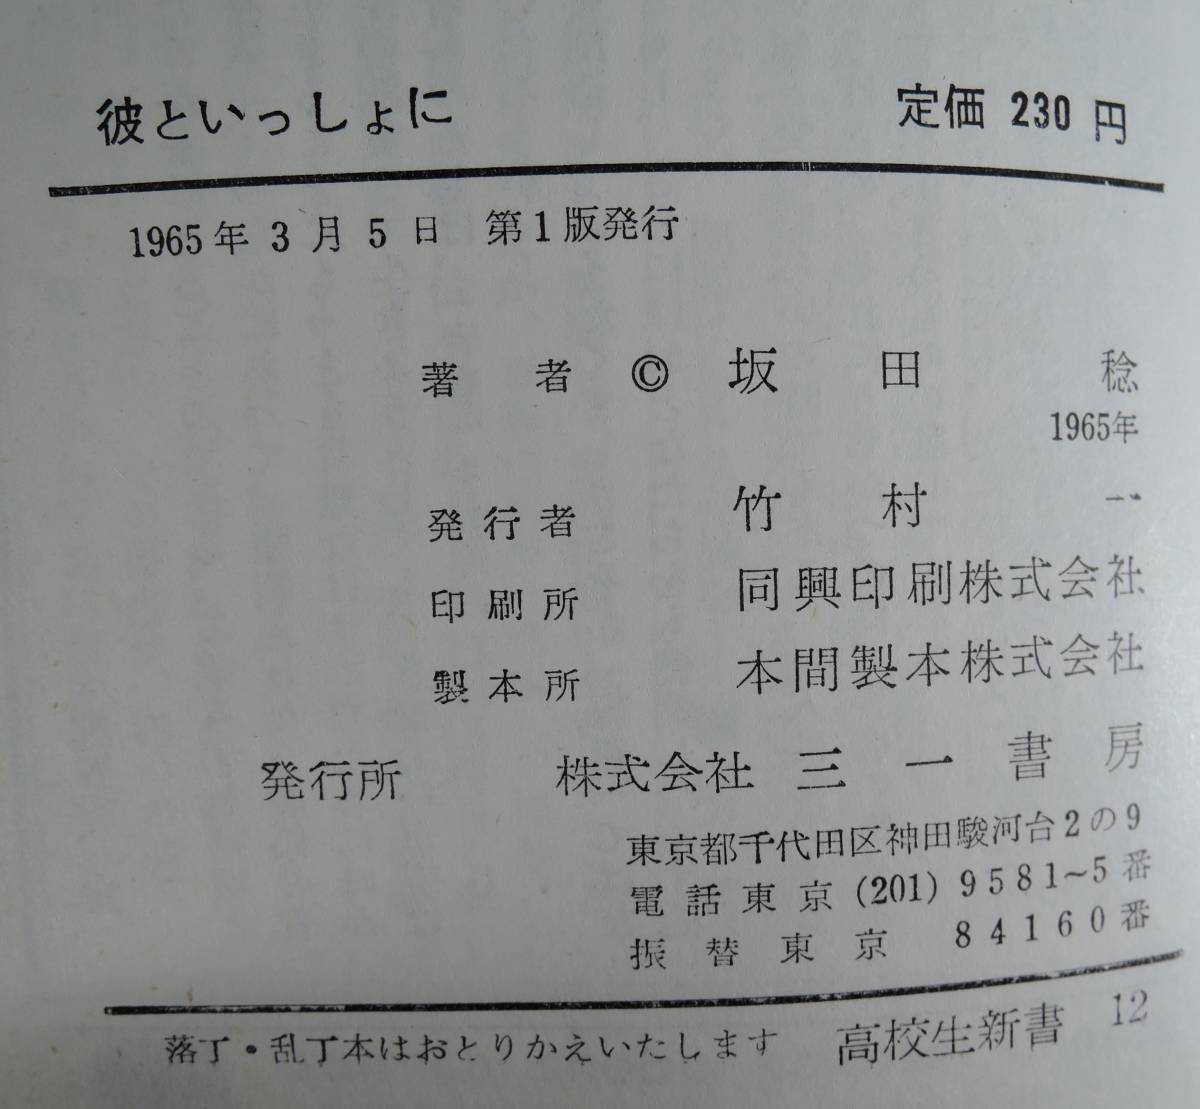 彼といっしょに 定価 230 円
1965年 3 月 5 日 第1版発行
著 者 © 坂 田 稔
1965年
発行者 竹 村 一
印刷所 同興印刷株式会社
製本所 本間製本株式会社
発行所 株式会社 三 一 書 房
東京都千代田区神田駿河台2の9
電話東京 (201) 9581~5番
振替東京 84160番
落丁・乱丁本はおとりかえいたします 高校生新書 12